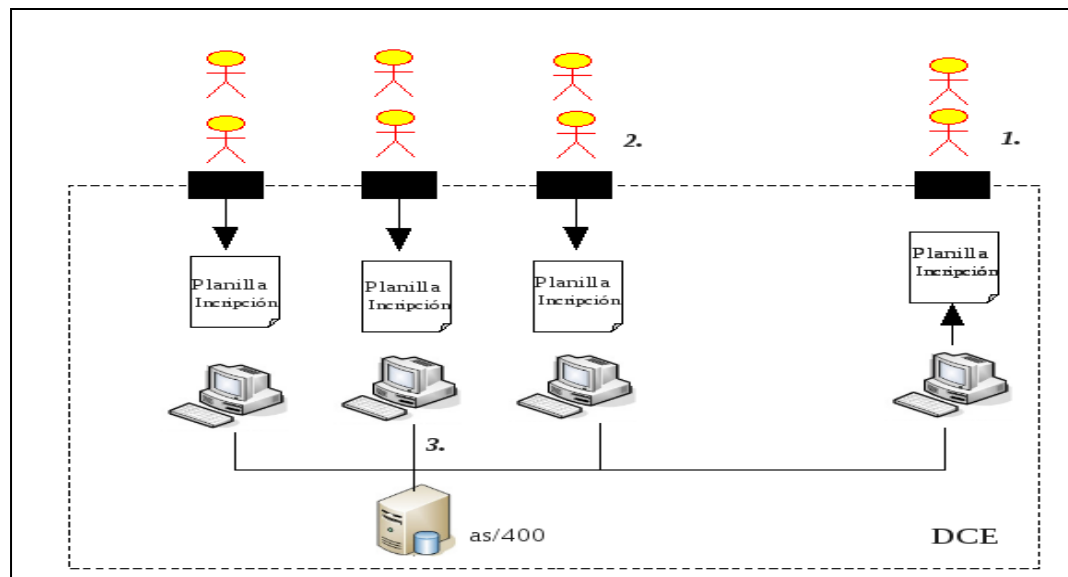 2.
1.
Planilla
Incripción
Planilla
Incripción
Planilla
Incripción
Planilla
Incripción
3.
as/400
DCE